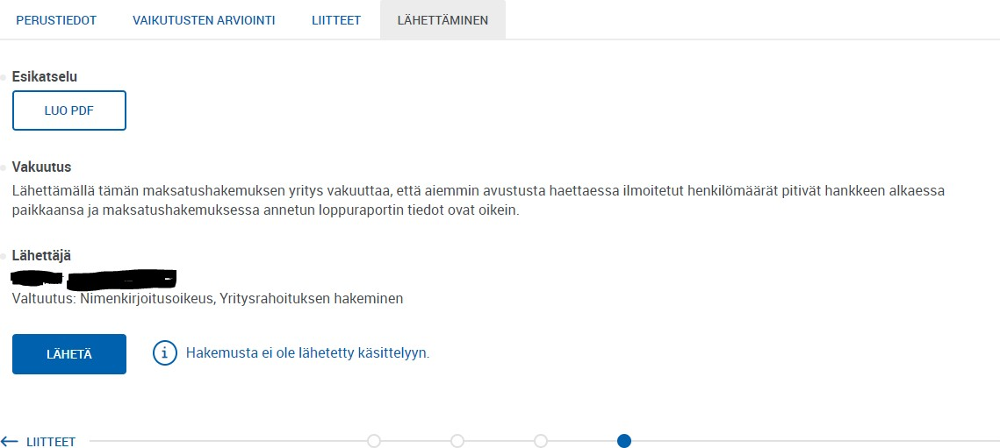 PERUSTIEDOT VAIKUTUSTEN ARVIOINTI LIITTEET LÄHETTÄMINEN
Esikatselu
LUO PDF
Vakuutus
Lähettämällä tämän maksatushakemuksen yritys vakuuttaa, että aiemmin avustusta haettaessa ilmoitetut henkilömäärät pitivät hankkeen alkaessa
paikkaansa ja maksatushakemuksessa annetun loppuraportin tiedot ovat oikein.
Lähettäjä
Valtuutus: Nimenkirjoitusoikeus, Yritysrahoituksen hakeminen
LÄHETÄ i Hakemusta ei ole lähetetty käsittelyyn.
← LIITTEET